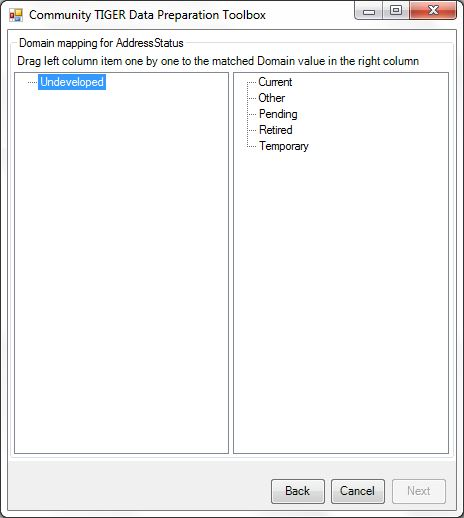 Community TIGER Data Preparation Toolbox
Domain mapping for AddressStatus
Drag left column item one by one to the matched Domain value in the right column
Undeveloped
Current
Other
Pending
Retired
Temporary
Back Cancel Next